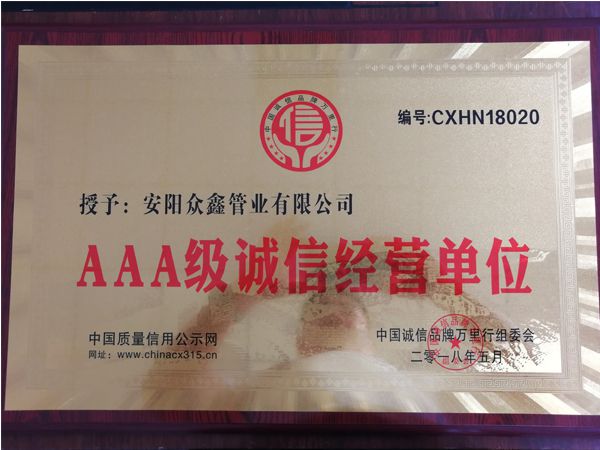 中国诚信品牌万里行
信
编号:CXHN18020
授予：安阳众鑫管业有限公司
AAA级诚信经营单位
中国质量信用公示网
网址：www.chinacx315.cn
中国诚信品牌万里行组委会
二零一八年五月